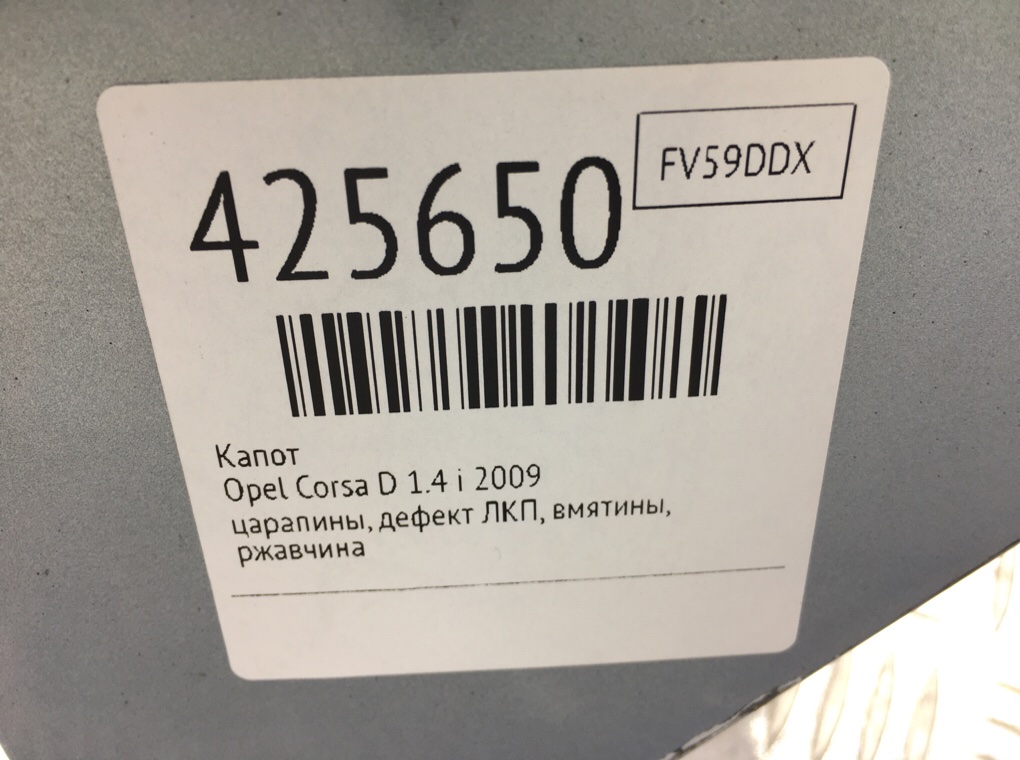 FV59DDX
425650
Капот
Opel Corsa D 1.4 i 2009
царапины, дефект ЛКП, вмятины,
ржавчина